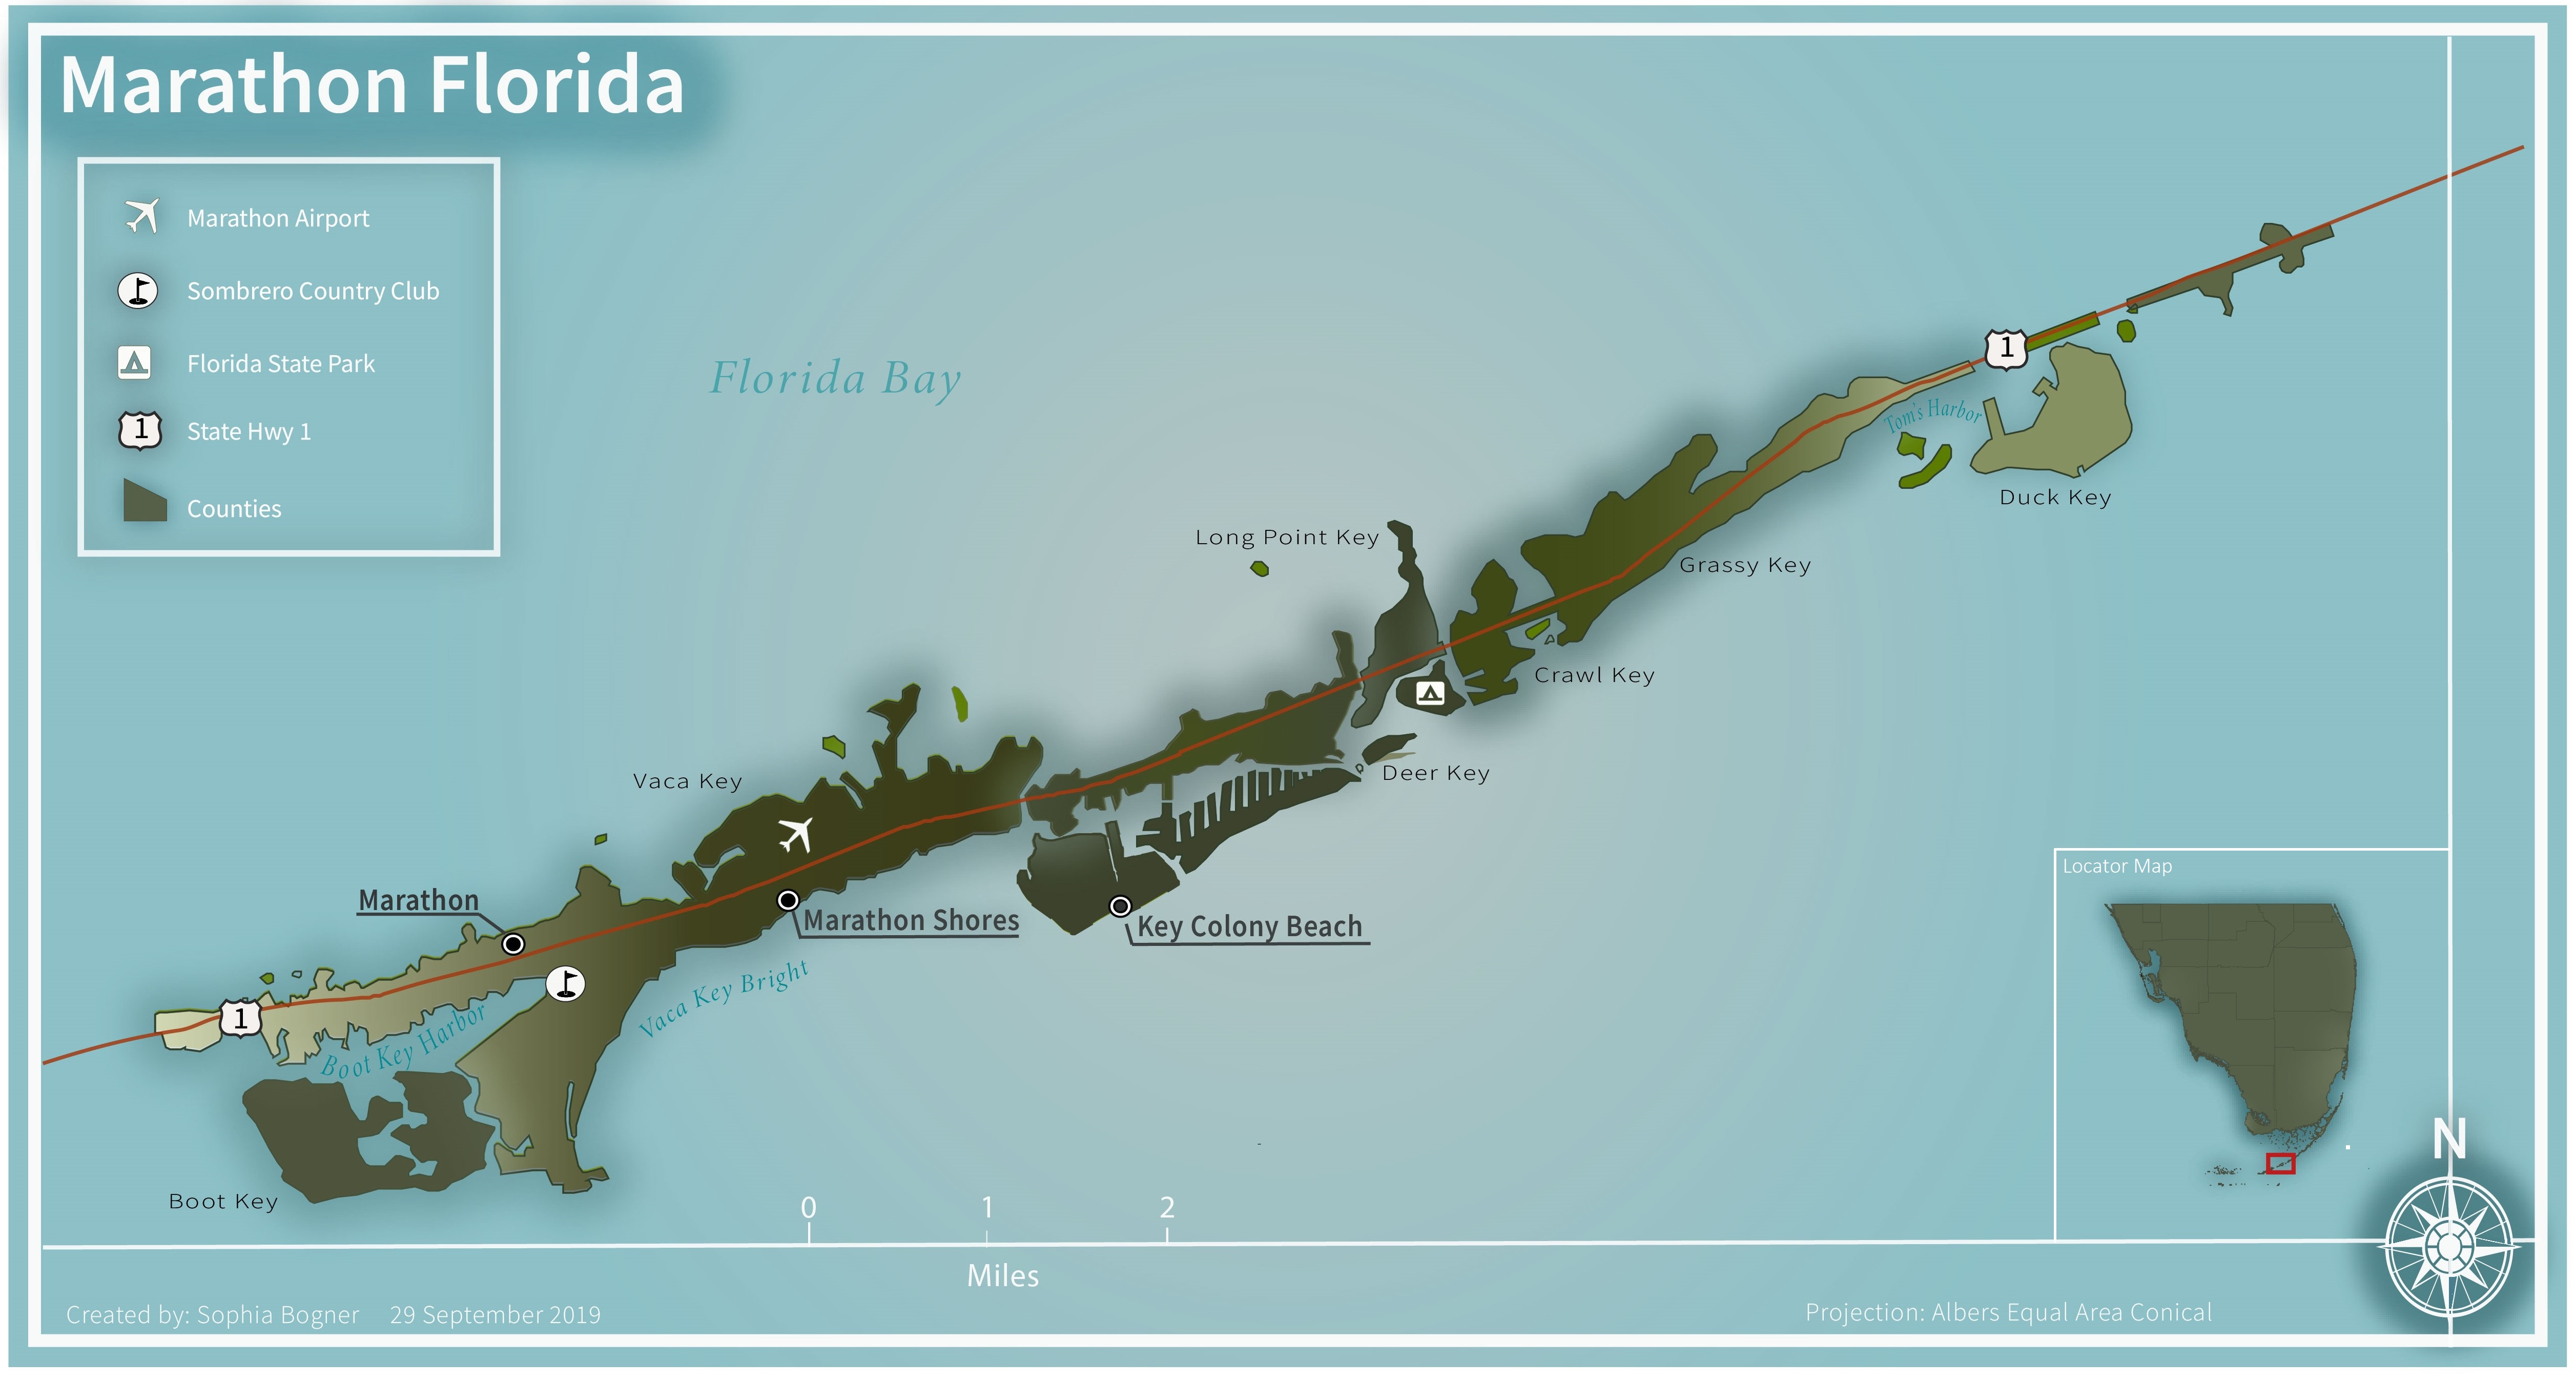 Marathon Florida
Marathon Airport
Sombrero Country Club
Florida State Park
1
State Hwy 1
Counties
Florida Bay
1
Tom's Harbor
Duck Key
Long Point Key
Grassy Key
Crawl Key
Deer Key
Vaca Key
Marathon
Marathon Shores
Key Colony Beach
Vaca Key Bright
1
Boot Key Harbor
Boot Key
Locator Map
N
0 1 2
Miles
Created by: Sophia Bogner 29 September 2019
Projection: Albers Equal Area Conical